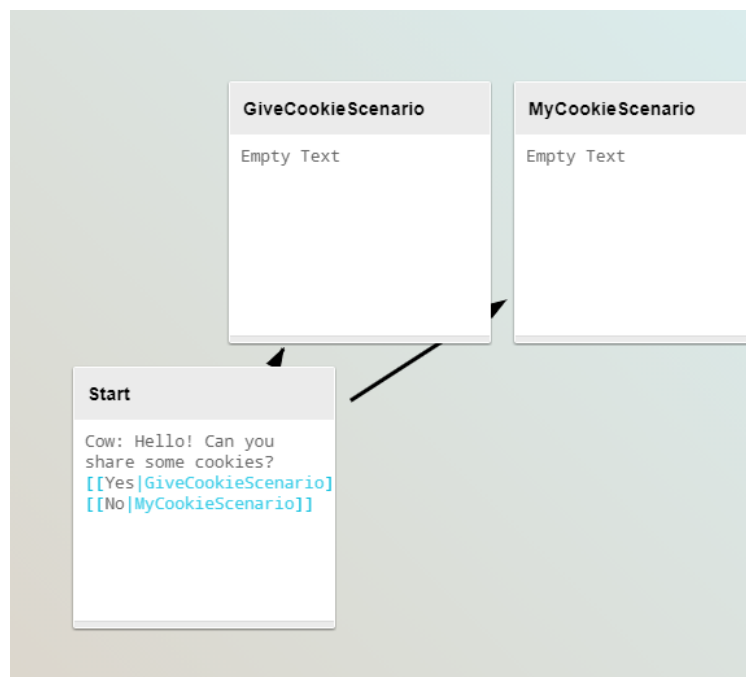 GiveCookieScenario
Empty Text
MyCookieScenario
Empty Text
Start
Cow: Hello! Can you
share some cookies?
[[Yes|GiveCookieScenario]
[[No|MyCookieScenario]]